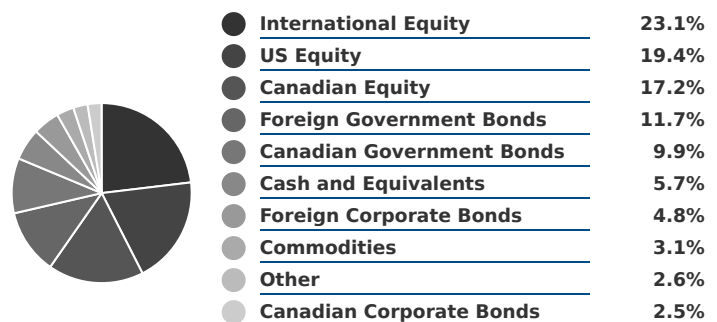 International Equity 23.1%
US Equity 19.4%
Canadian Equity 17.2%
Foreign Government Bonds 11.7%
Canadian Government Bonds 9.9%
Cash and Equivalents 5.7%
Foreign Corporate Bonds 4.8%
Commodities 3.1%
Other 2.6%
Canadian Corporate Bonds 2.5%